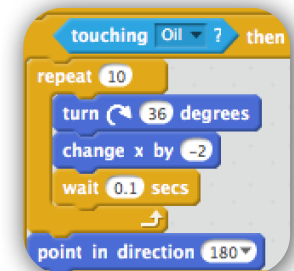 touching Oil ? then
repeat 10
turn 36 degrees
change x by -2
wait 0.1 secs
point in direction 180